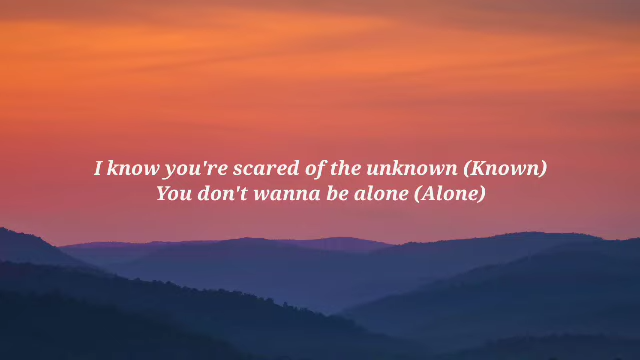 I know you're scared of the unknown (Known)
You don't wanna be alone (Alone)